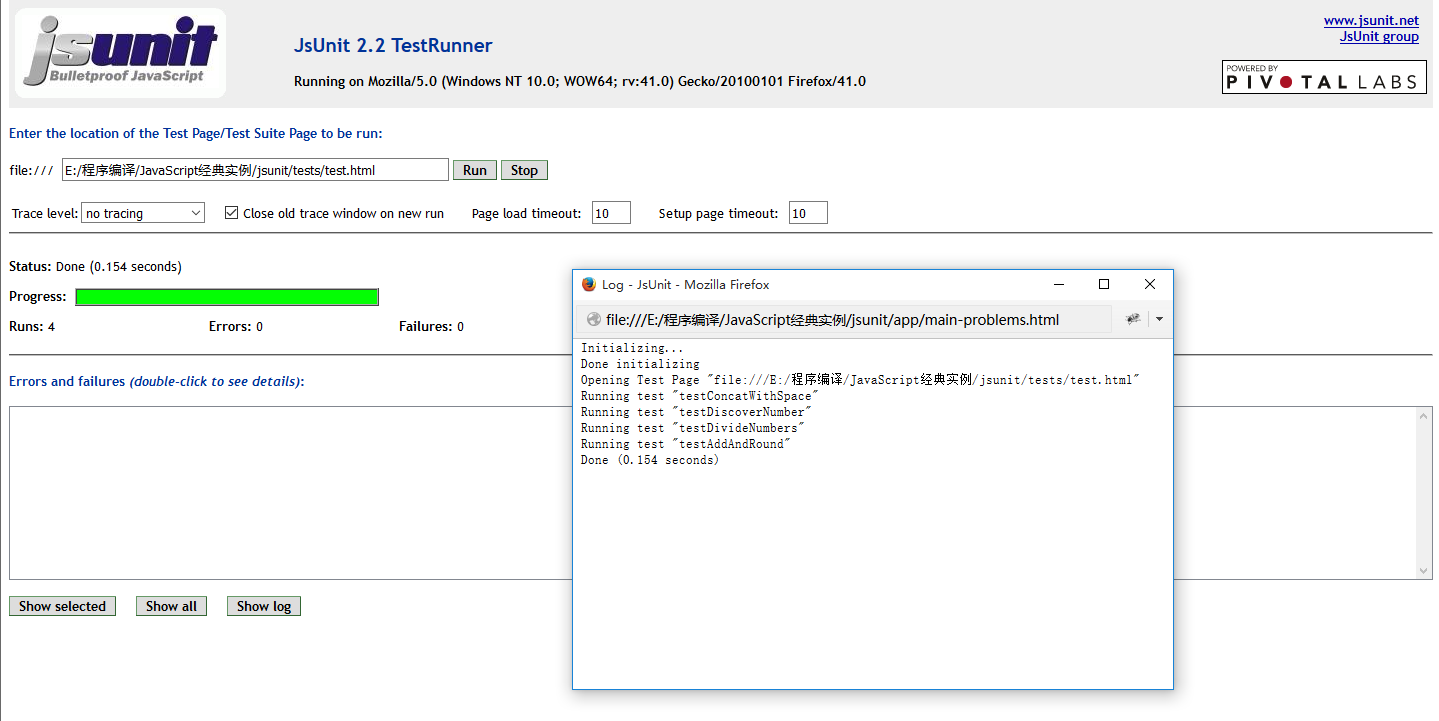 jsunit
Bulletproof JavaScript
JsUnit 2.2 TestRunner
Running on Mozilla/5.0 (Windows NT 10.0; WOW64; rv:41.0) Gecko/20100101 Firefox/41.0
www.jsunit.net
JsUnit group
POWERED BY
PIVOTAL LABS
Enter the location of the Test Page/Test Suite Page to be run:
file:/// E:/程序编译/JavaScript经典实例/jsunit/tests/test.html Run Stop
Trace level: no tracing Close old trace window on new run Page load timeout: 10 Setup page timeout: 10
Status: Done (0.154 seconds)
Progress:
Runs: 4 Errors: 0 Failures: 0
Errors and failures (double-click to see details):
Show selected Show all Show log
Log - JsUnit - Mozilla Firefox
file:///E:/程序编译/JavaScript经典实例/jsunit/app/main-problems.html
Initializing...
Done initializing
Opening Test Page "file:///E:/程序编译/JavaScript经典实例/jsunit/tests/test.html"
Running test "testConcatWithSpace"
Running test "testDiscoverNumber"
Running test "testDivideNumbers"
Running test "testAddAndRound"
Done (0.154 seconds)